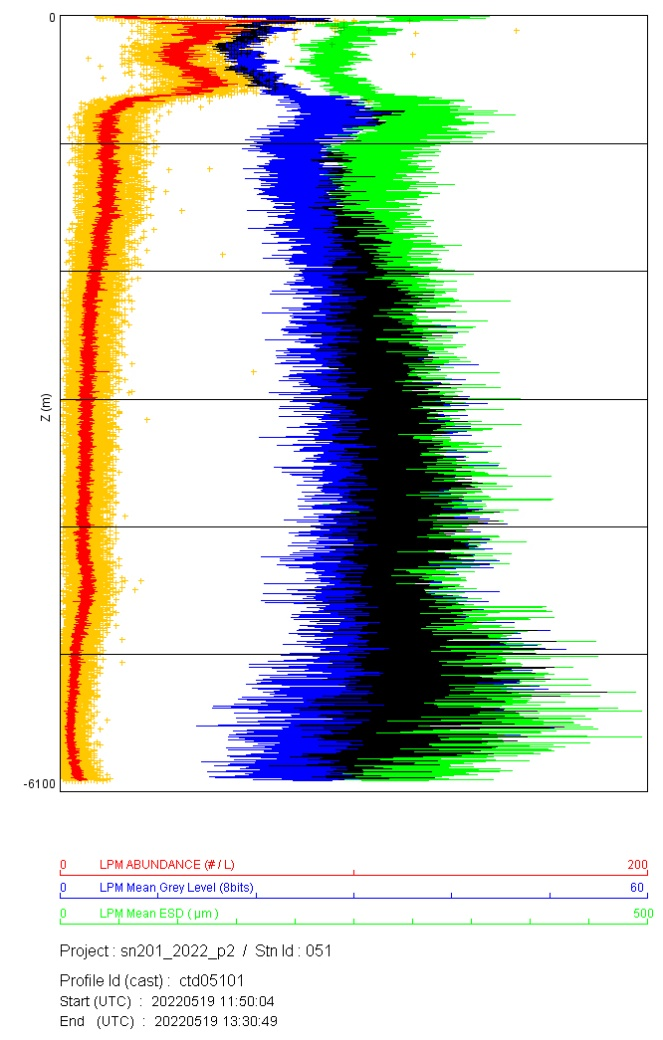 0
Z (m)
-6100
0 LPM ABUNDANCE (# / L) 200
0 LPM Mean Grey Level (8bits) 60
0 LPM Mean ESD ( µm ) 500
Project : sn201_2022_p2 / Stn Id : 051
Profile Id (cast) : ctd05101
Start (UTC) : 20220519 11:50:04
End (UTC) : 20220519 13:30:49